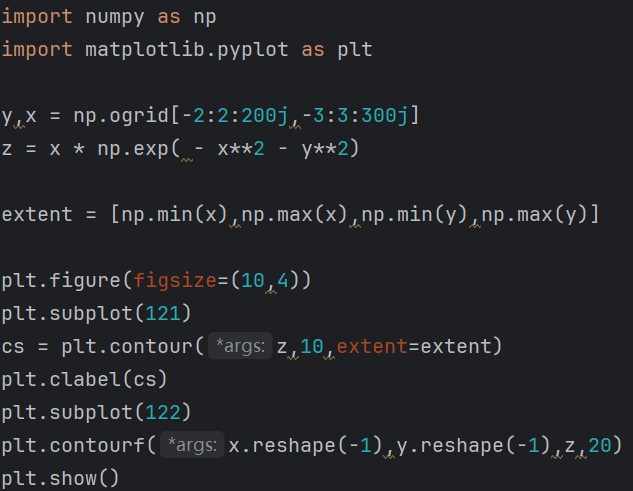 import numpy as np
import matplotlib.pyplot as plt
y,x = np.ogrid[-2:2:200j,-3:3:300j]
z = x * np.exp( - x**2 - y**2)
extent = [np.min(x),np.max(x),np.min(y),np.max(y)]
plt.figure(figsize=(10,4))
plt.subplot(121)
cs = plt.contour( *args: z,10,extent=extent)
plt.clabel(cs)
plt.subplot(122)
plt.contourf( *args: x.reshape(-1),y.reshape(-1),z,20)
plt.show()